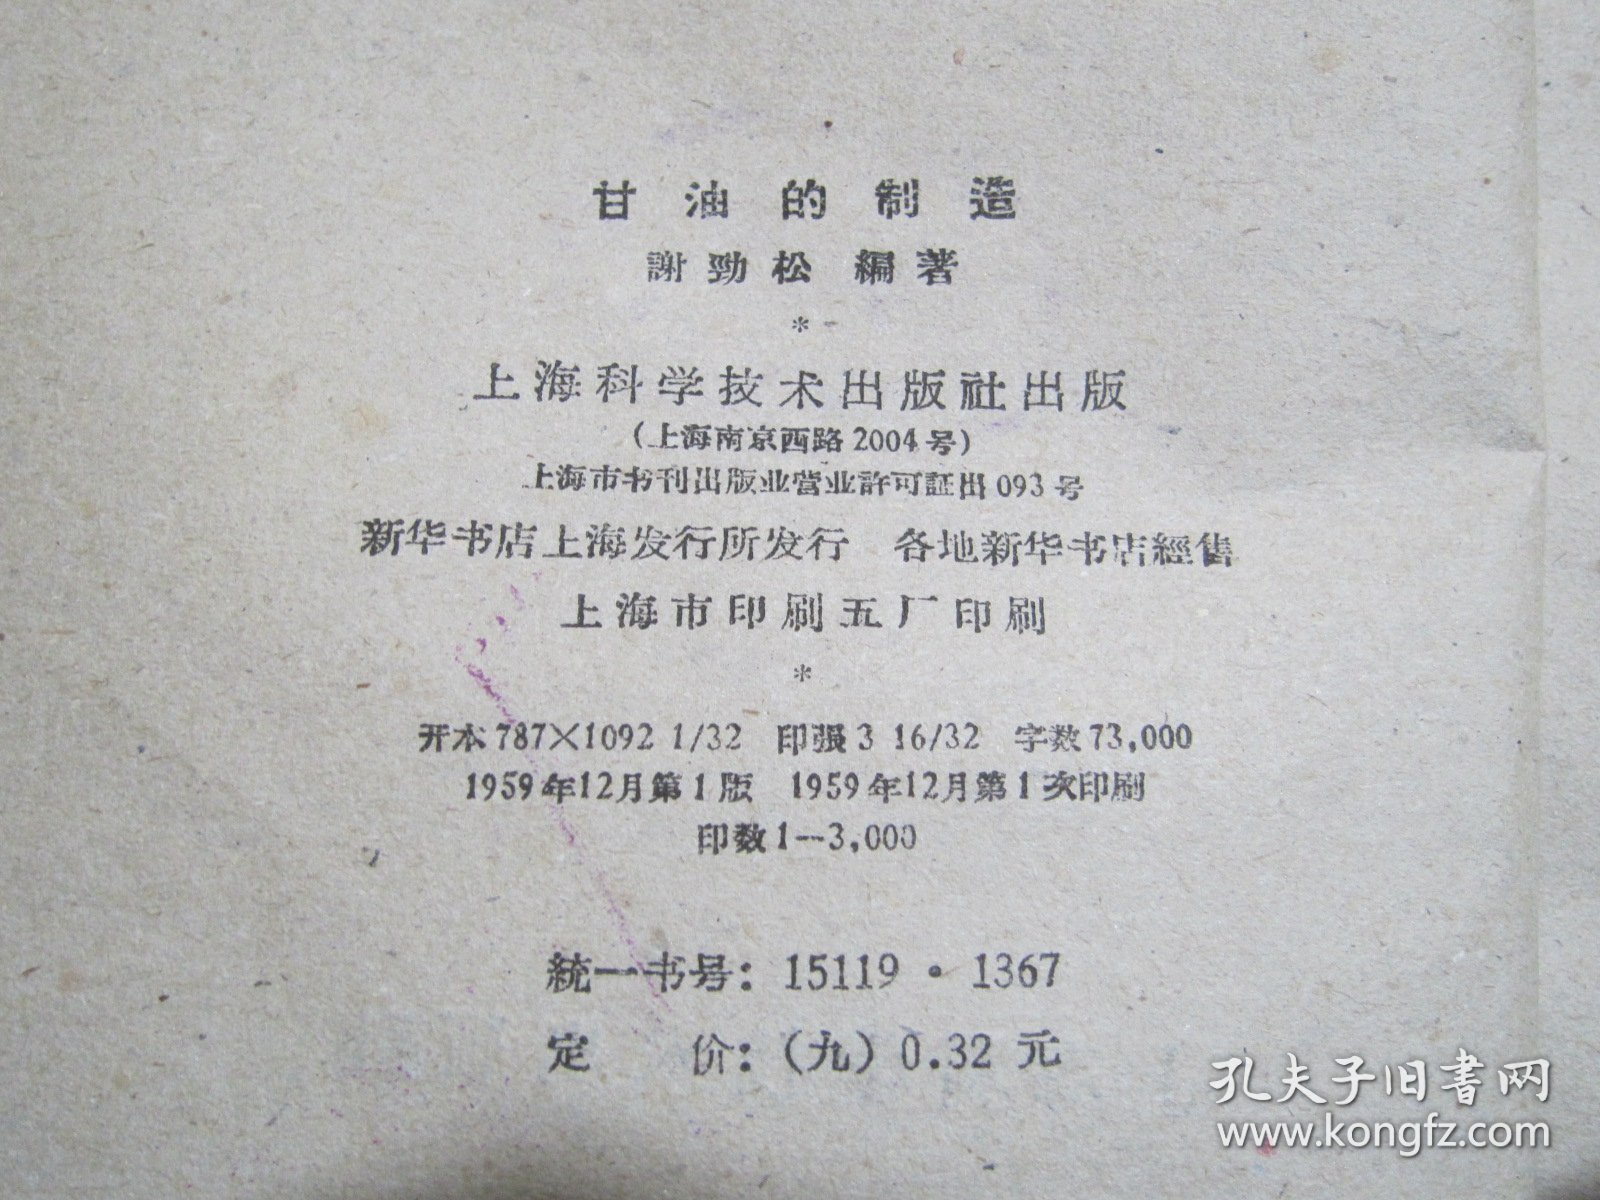 甘油的制造
謝勁松 編著
*
上海科学技术出版社出版
(上海南京西路2004号)
上海市书刊出版业营业許可証出093号
新华书店上海发行所发行 各地新华书店經售
上海市印刷五厂印刷
*
开本787×1092 1/32 印張3 16/32 字数73,000
1959年12月第1版 1959年12月第1次印刷
印数1—3,000
統一书号：15119·1367
定 价：(九) 0.32 元
孔夫子旧書网
www.kongfz.com